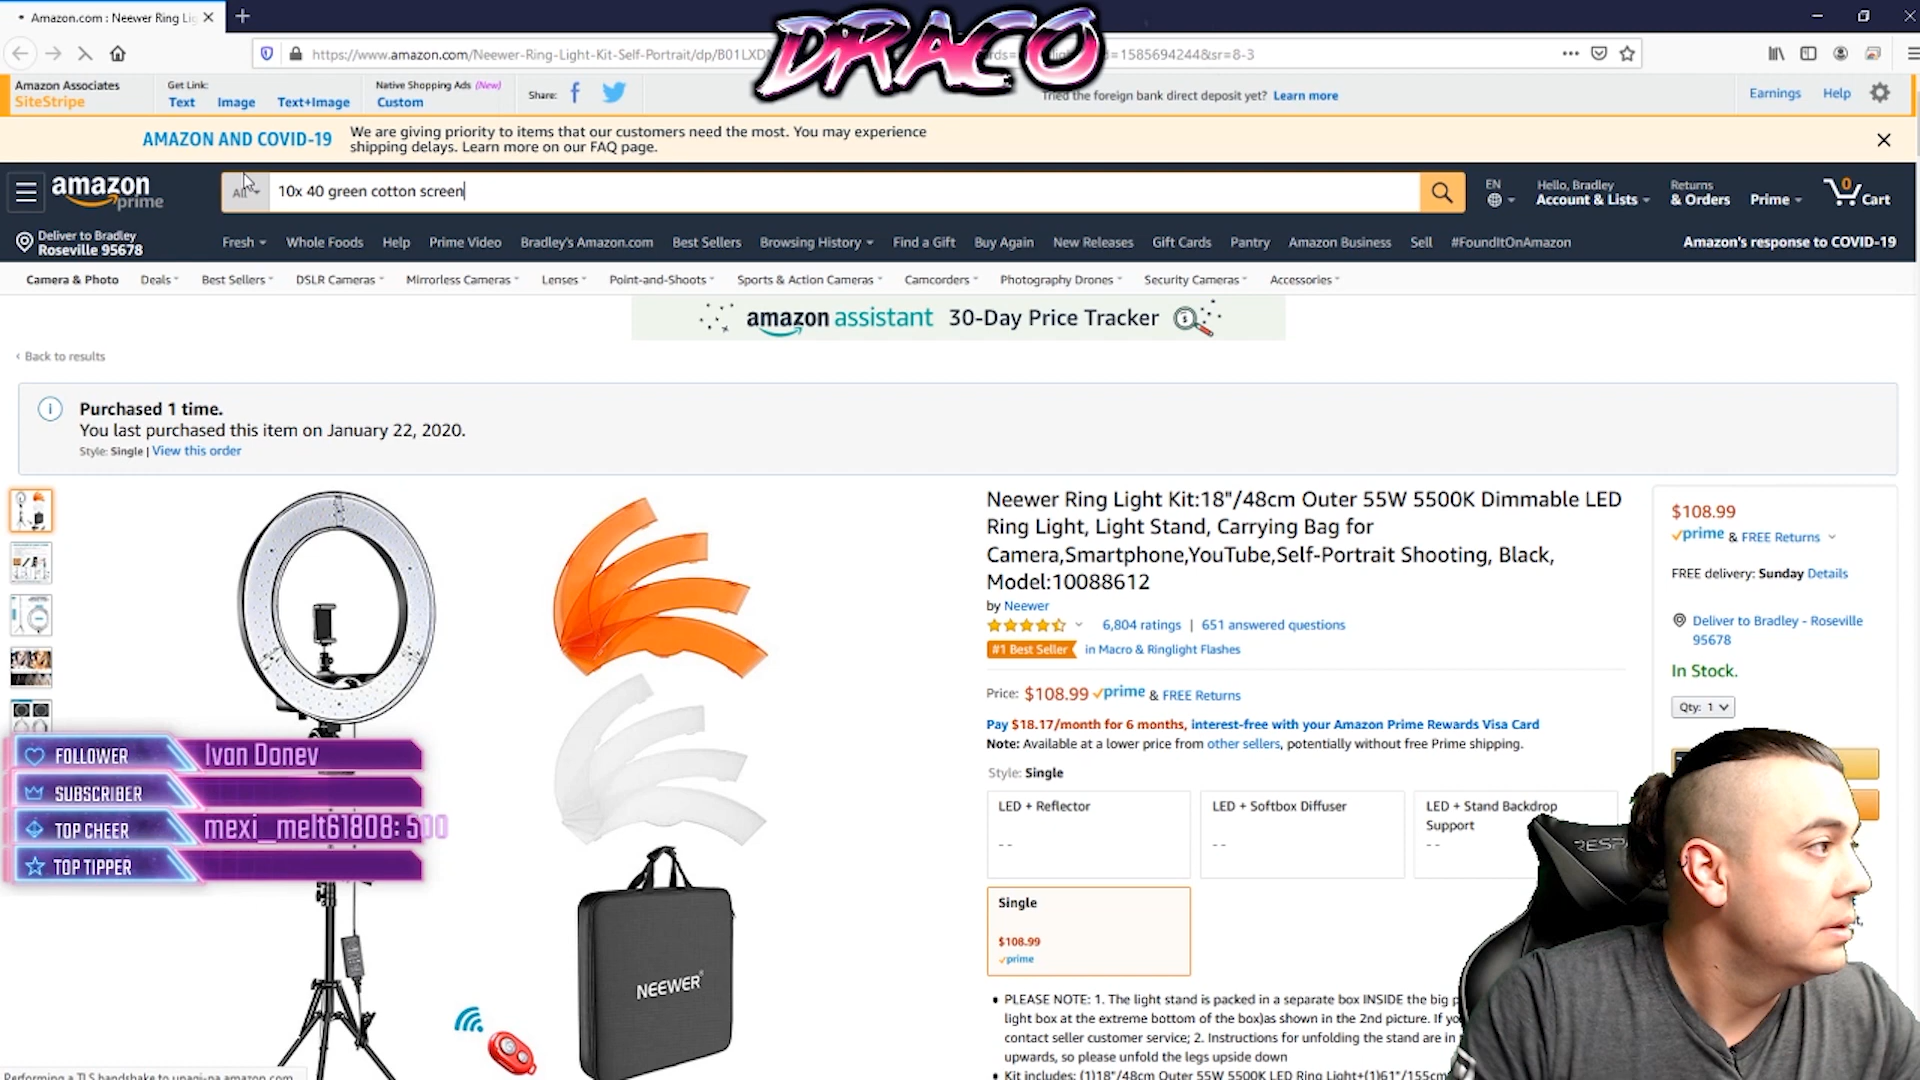 Amazon.com : Neewer Ring Lig
DRACO
https://www.amazon.com/Neewer-Ring-Light-Kit-Self-Portrait/dp/B01LXD
1585694244&sr=8-3
Amazon Associates
SiteStripe
Get Link:
Text Image Text+Image
Native Shopping Ads (New)
Custom
Share:
Tried the foreign bank direct deposit yet? Learn more
Earnings Help
AMAZON AND COVID-19
We are giving priority to items that our customers need the most. You may experience
shipping delays. Learn more on our FAQ page.
amazon prime
All
10x 40 green cotton screen
EN
Hello, Bradley
Account & Lists
Returns
& Orders
Prime
0
Cart
Deliver to Bradley
Roseville 95678
Fresh Whole Foods Help Prime Video Bradley's Amazon.com Best Sellers Browsing History Find a Gift Buy Again New Releases Gift Cards Pantry Amazon Business Sell #FoundItOnAmazon
Amazon's response to COVID-19
Camera & Photo Deals Best Sellers DSLR Cameras Mirrorless Cameras Lenses Point-and-Shoots Sports & Action Cameras Camcorders Photography Drones Security Cameras Accessories
amazon assistant 30-Day Price Tracker
‹ Back to results
Purchased 1 time.
You last purchased this item on January 22, 2020.
Style: Single | View this order
Neewer Ring Light Kit:18"/48cm Outer 55W 5500K Dimmable LED
Ring Light, Light Stand, Carrying Bag for
Camera,Smartphone,YouTube,Self-Portrait Shooting, Black,
Model:10088612
by Neewer
6,804 ratings | 651 answered questions
#1 Best Seller in Macro & Ringlight Flashes
Price: $108.99 prime & FREE Returns
Pay $18.17/month for 6 months, interest-free with your Amazon Prime Rewards Visa Card
Note: Available at a lower price from other sellers, potentially without free Prime shipping.
Style: Single
LED + Reflector
--
LED + Softbox Diffuser
--
LED + Stand Backdrop
Support
--
Single
$108.99
prime
• PLEASE NOTE: 1. The light stand is packed in a separate box INSIDE the big
light box at the extreme bottom of the box)as shown in the 2nd picture. If
contact seller customer service; 2. Instructions for unfolding the stand are in
upwards, so please unfold the legs upside down
• Kit includes: (1)18"/48cm Outer 55W 5500K LED Ring Light+(1)61"/155cm
$108.99
prime & FREE Returns
FREE delivery: Sunday Details
Deliver to Bradley - Roseville
95678
In Stock.
Qty: 1
FOLLOWER Ivan Donev
SUBSCRIBER
TOP CHEER mexi_melt61808: 500
TOP TIPPER
NEEWER
RESP